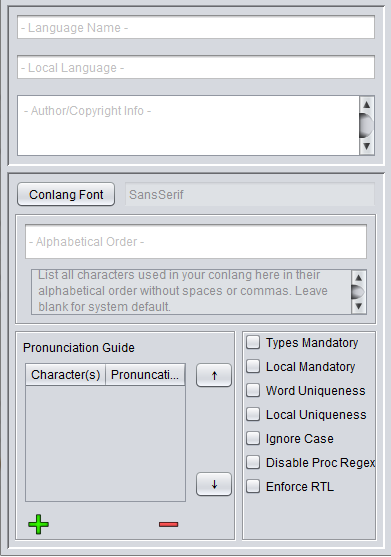 - Language Name -
- Local Language -
- Author/Copyright Info -
Conlang Font SansSerif
- Alphabetical Order -
List all characters used in your conlang here in their
alphabetical order without spaces or commas. Leave
blank for system default.
Pronunciation Guide
Character(s) Pronuncati...
↑
↓
Types Mandatory
Local Mandatory
Word Uniqueness
Local Uniqueness
Ignore Case
Disable Proc Regex
Enforce RTL